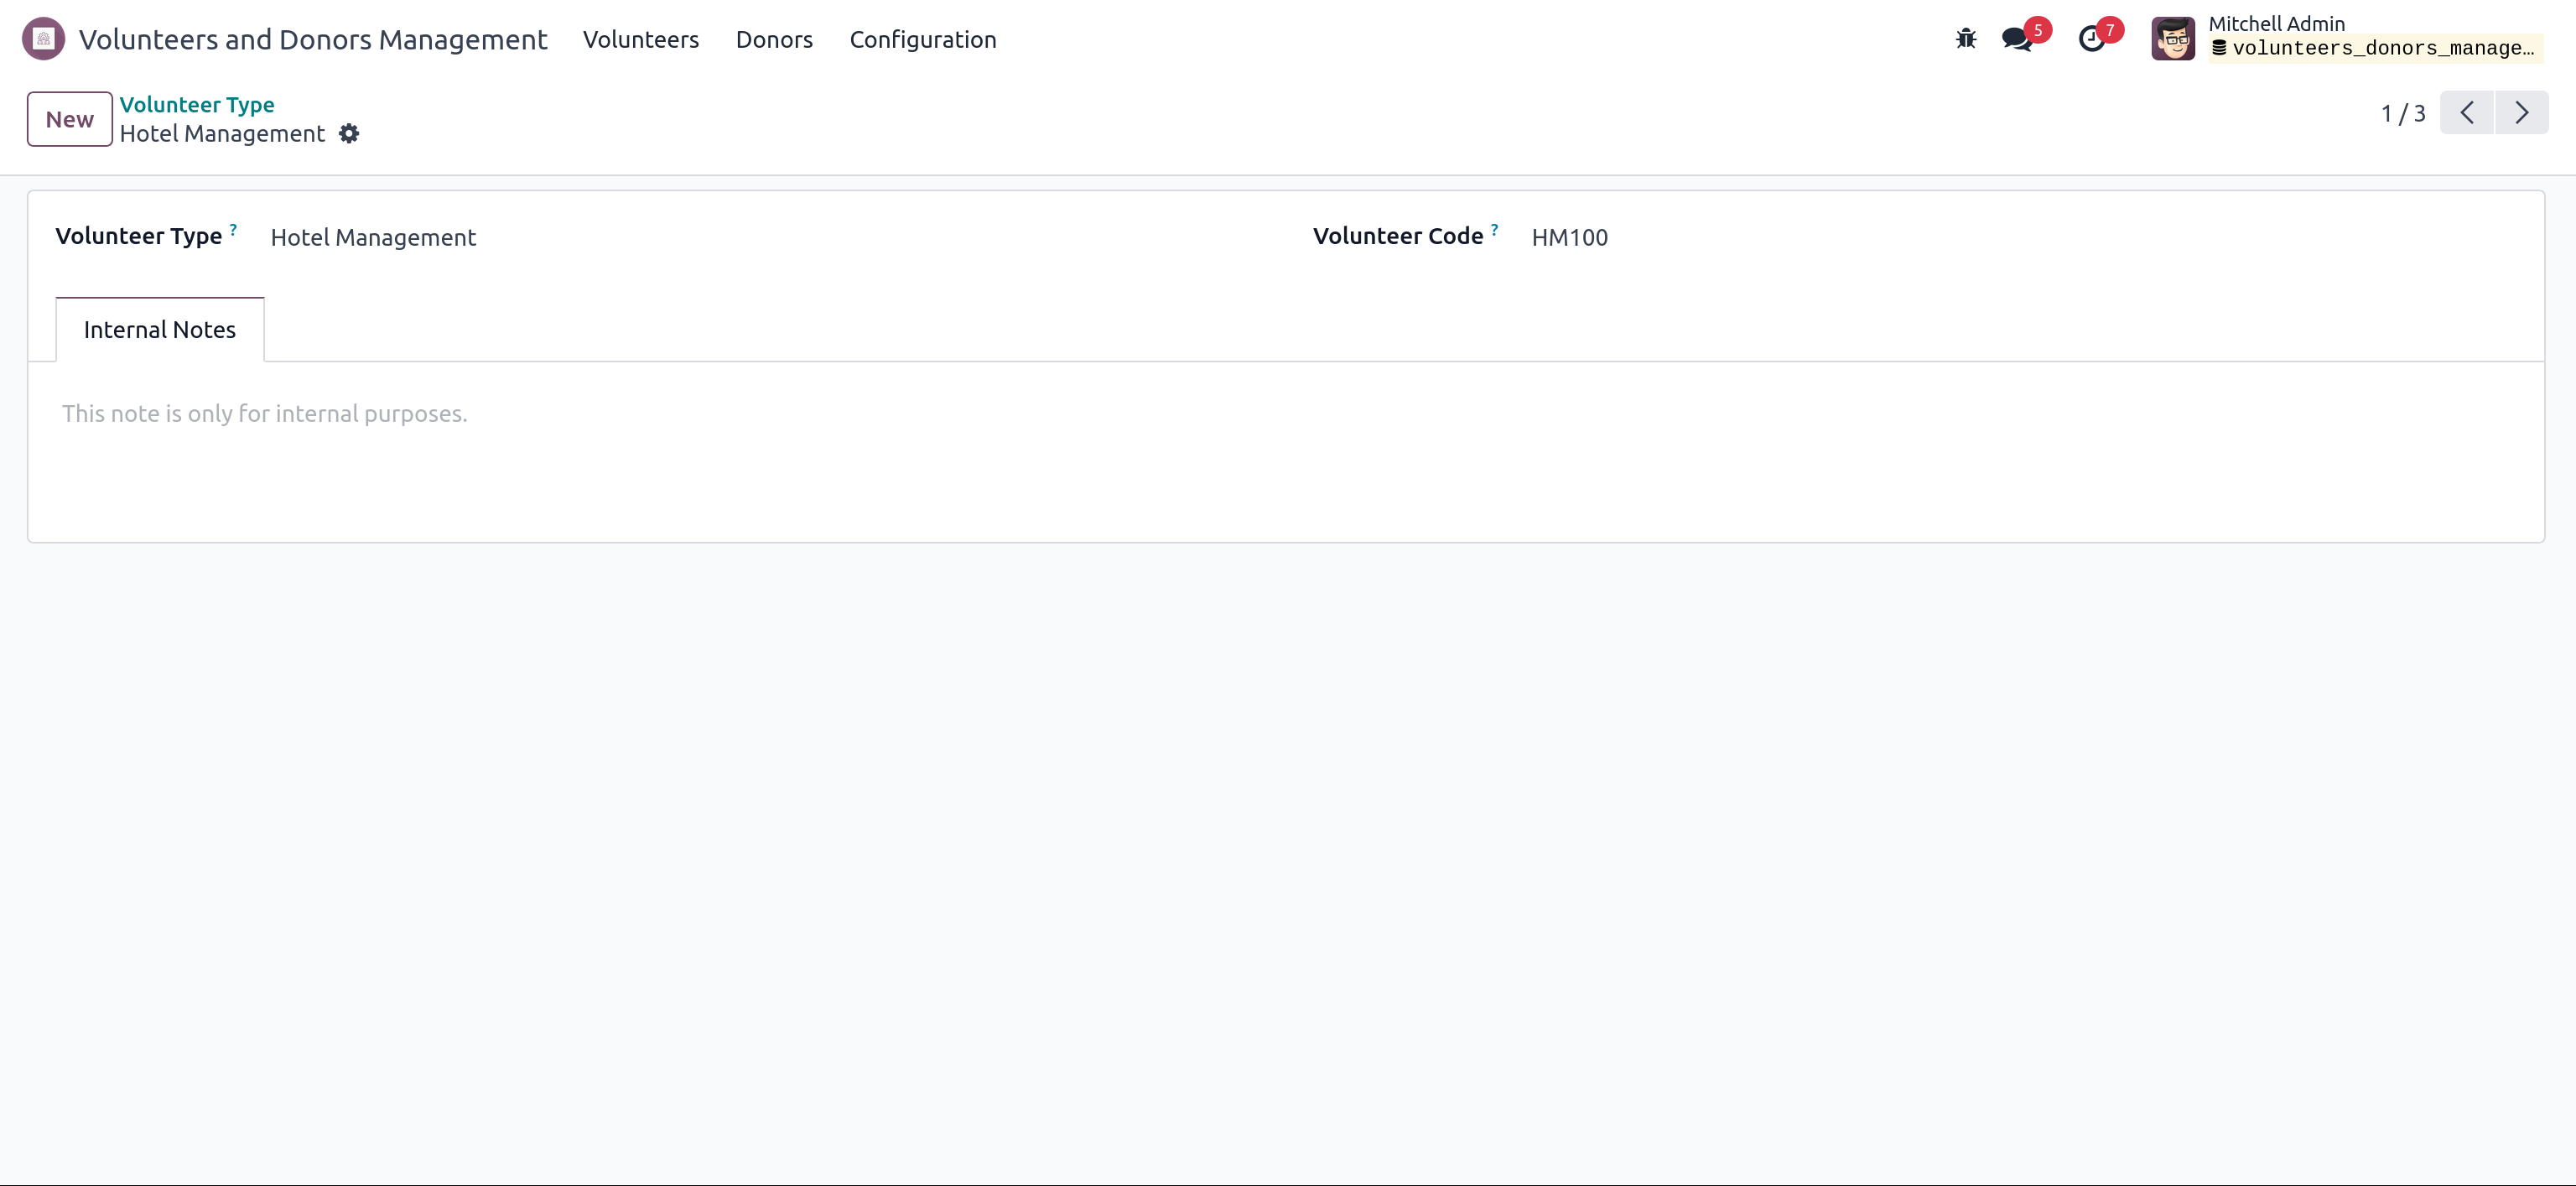 Volunteers and Donors Management Volunteers Donors Configuration 5 7 Mitchell Admin
volunteers_donors_manage…
New Volunteer Type
Hotel Management
1 / 3
Volunteer Type ? Hotel Management Volunteer Code ? HM100
Internal Notes
This note is only for internal purposes.